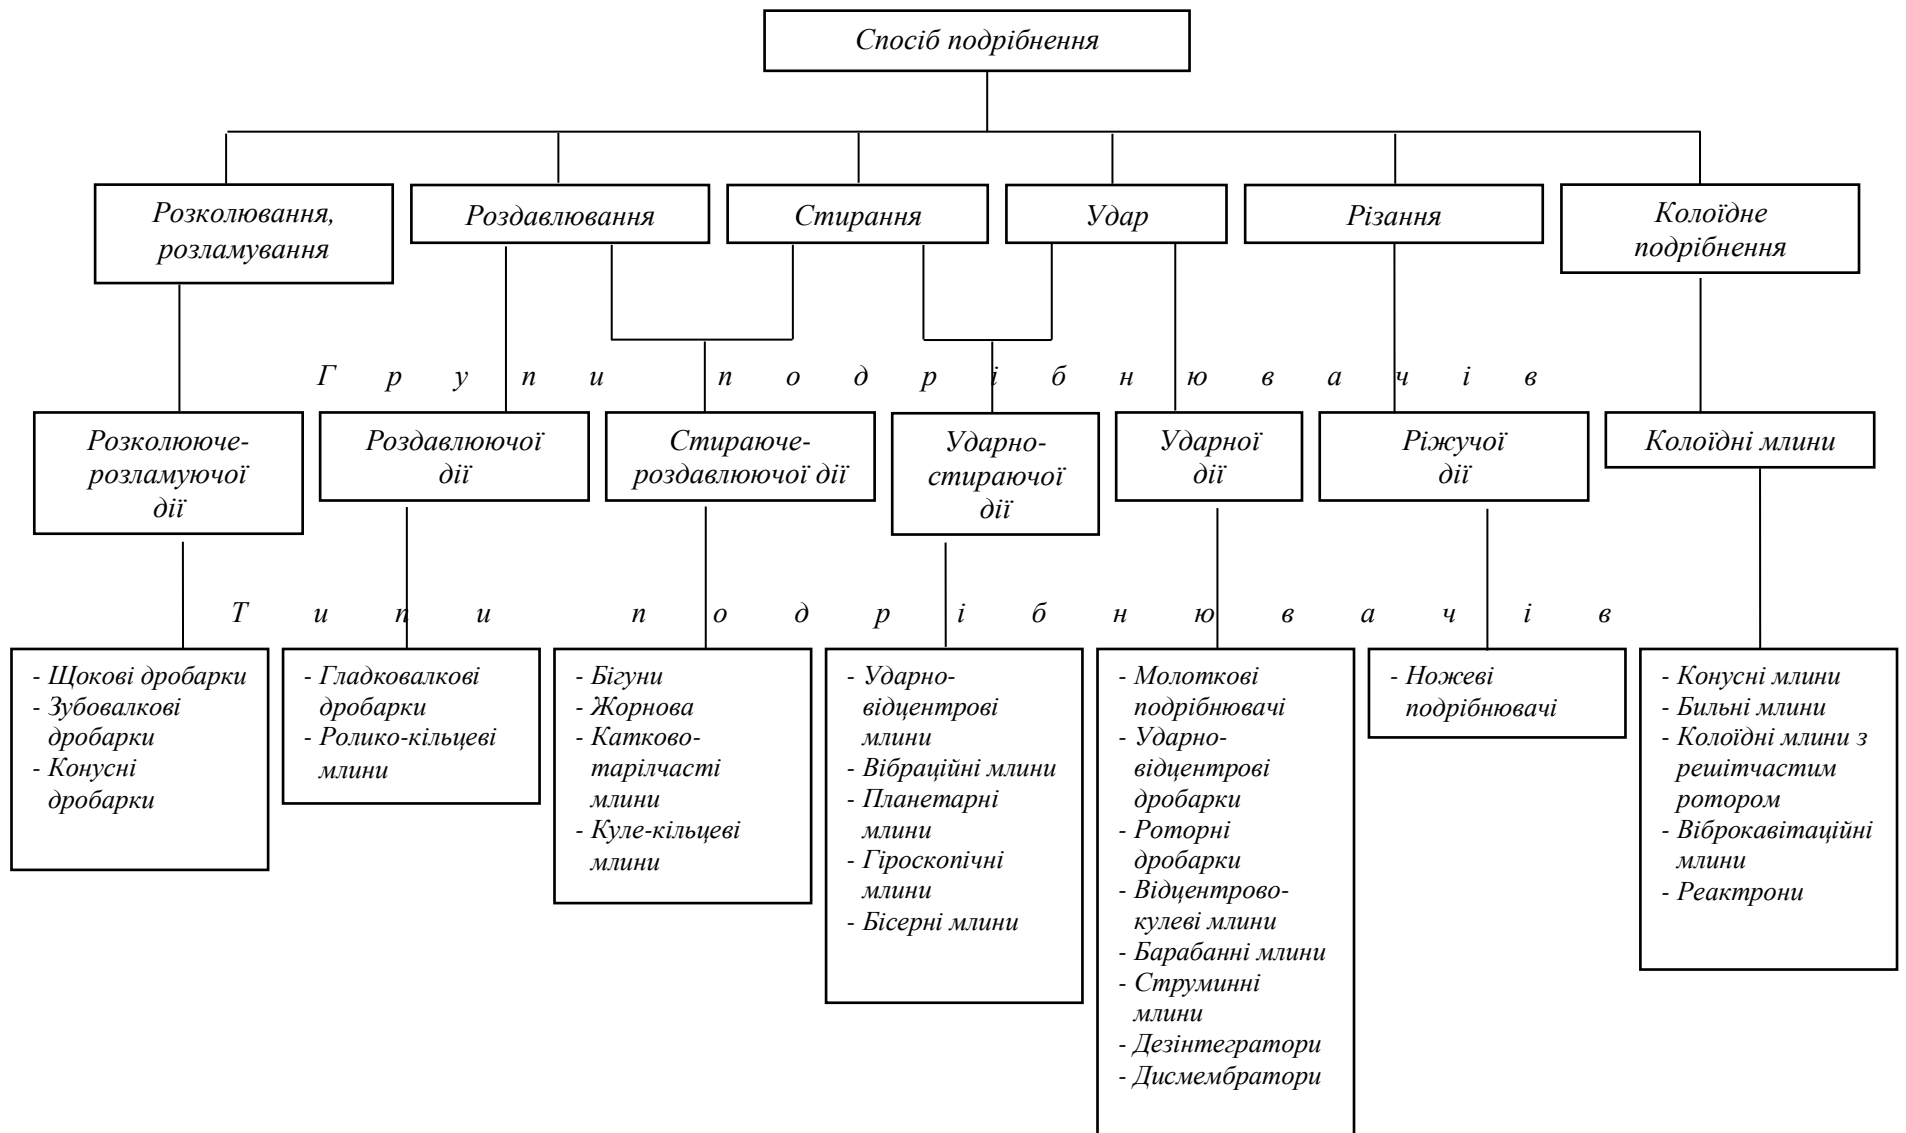 Спосіб подрібнення
Розколювання,
розламування
Роздавлювання
Стирання
Удар
Різання
Колоїдне
подрібнення
Г р у п и п о д р і б н ю в а ч і в
Розколююче-
розламуючої
дії
Роздавлюючої
дії
Стираюче-
роздавлюючої дії
Ударно-
стираючої
дії
Ударної
дії
Ріжучої
дії
Колоїдні млини
Т и п и п о д р і б н ю в а ч і в
- Щокові дробарки
- Зубовалкові
дробарки
- Конусні
дробарки
- Гладковалкові
дробарки
- Ролико-кільцеві
млини
- Бігуни
- Жорнова
- Катково-
тарілчасті
млини
- Куле-кільцеві
млини
- Ударно-
відцентрові
млини
- Вібраційні млини
- Планетарні
млини
- Гіроскопічні
млини
- Бісерні млини
- Молоткові
подрібнювачі
- Ударно-
відцентрові
дробарки
- Роторні
дробарки
- Відцентрово-
кулеві млини
- Барабанні млини
- Струминні
млини
- Дезінтегратори
- Дисмембратори
- Ножеві
подрібнювачі
- Конусні млини
- Бильні млини
- Колоїдні млини з
решітчастим
ротором
- Віброкавітаційні
млини
- Реактрони